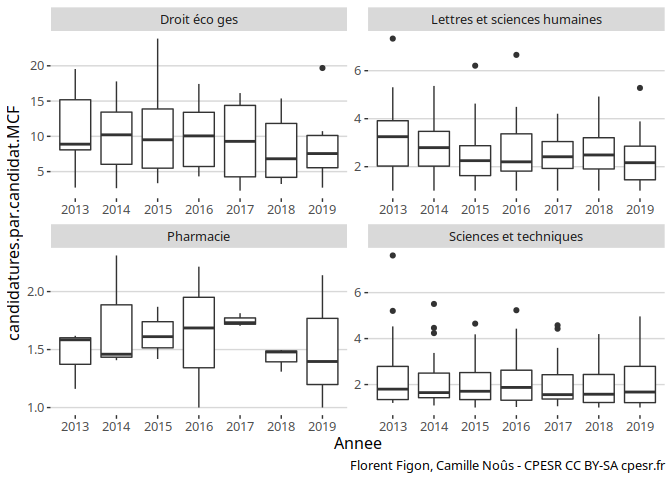 Droit éco ges
Lettres et sciences humaines
20
15
10
5
6
4
2
2013 2014 2015 2016 2017 2018 2019
2013 2014 2015 2016 2017 2018 2019
Pharmacie
Sciences et techniques
2.0
1.5
1.0
6
4
2
2013 2014 2015 2016 2017 2018 2019
2013 2014 2015 2016 2017 2018 2019
candidatures.par.candidat.MCF
Annee
Florent Figon, Camille Noûs - CPESR CC BY-SA cpesr.fr